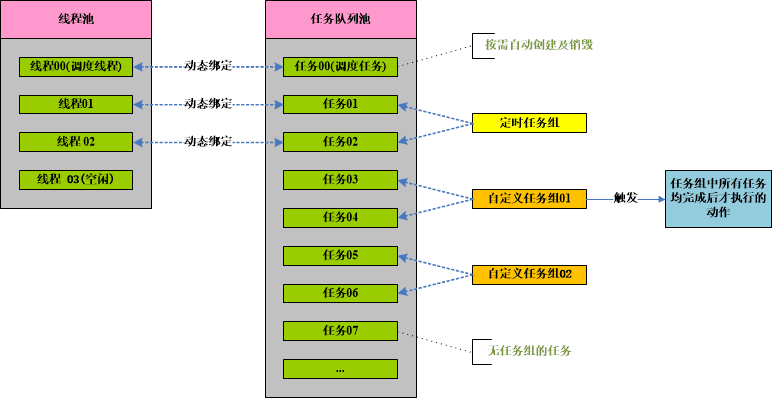 线程池
任务队列池
线程00(调度线程)
动态绑定
任务00(调度任务)
按需自动创建及销毁
线程01
动态绑定
任务01
定时任务组
线程 02
动态绑定
任务02
线程 03(空闲)
任务03
自定义任务组01
触发
任务组中所有任务
均完成后才执行的
动作
任务04
任务05
自定义任务组02
任务06
任务07
无任务组的任务
...